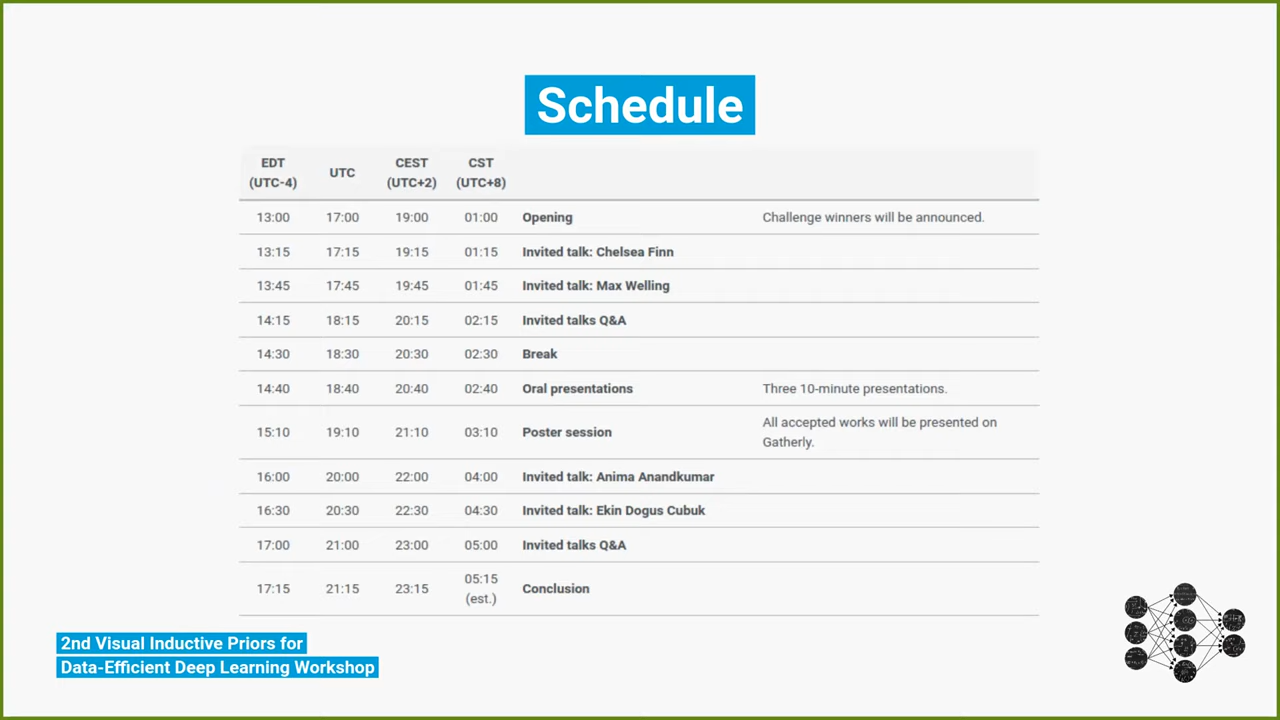 Schedule
EDT UTC CEST CST
(UTC-4) (UTC+2) (UTC+8)
13:00 17:00 19:00 01:00 Opening Challenge winners will be announced.
13:15 17:15 19:15 01:15 Invited talk: Chelsea Finn
13:45 17:45 19:45 01:45 Invited talk: Max Welling
14:15 18:15 20:15 02:15 Invited talks Q&A
14:30 18:30 20:30 02:30 Break
14:40 18:40 20:40 02:40 Oral presentations Three 10-minute presentations.
15:10 19:10 21:10 03:10 Poster session All accepted works will be presented on
Gatherly.
16:00 20:00 22:00 04:00 Invited talk: Anima Anandkumar
16:30 20:30 22:30 04:30 Invited talk: Ekin Dogus Cubuk
17:00 21:00 23:00 05:00 Invited talks Q&A
17:15 21:15 23:15 05:15 Conclusion
(est.)
2nd Visual Inductive Priors for
Data-Efficient Deep Learning Workshop